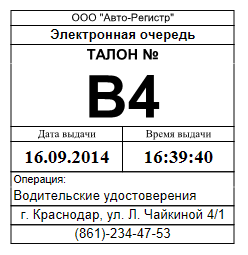 ООО "Авто-Регистр"
Электронная очередь
ТАЛОН №
В4
Дата выдачи Время выдачи
16.09.2014 16:39:40
Операция:
Водительские удостоверения
г. Краснодар, ул. Л. Чайкиной 4/1
(861)-234-47-53